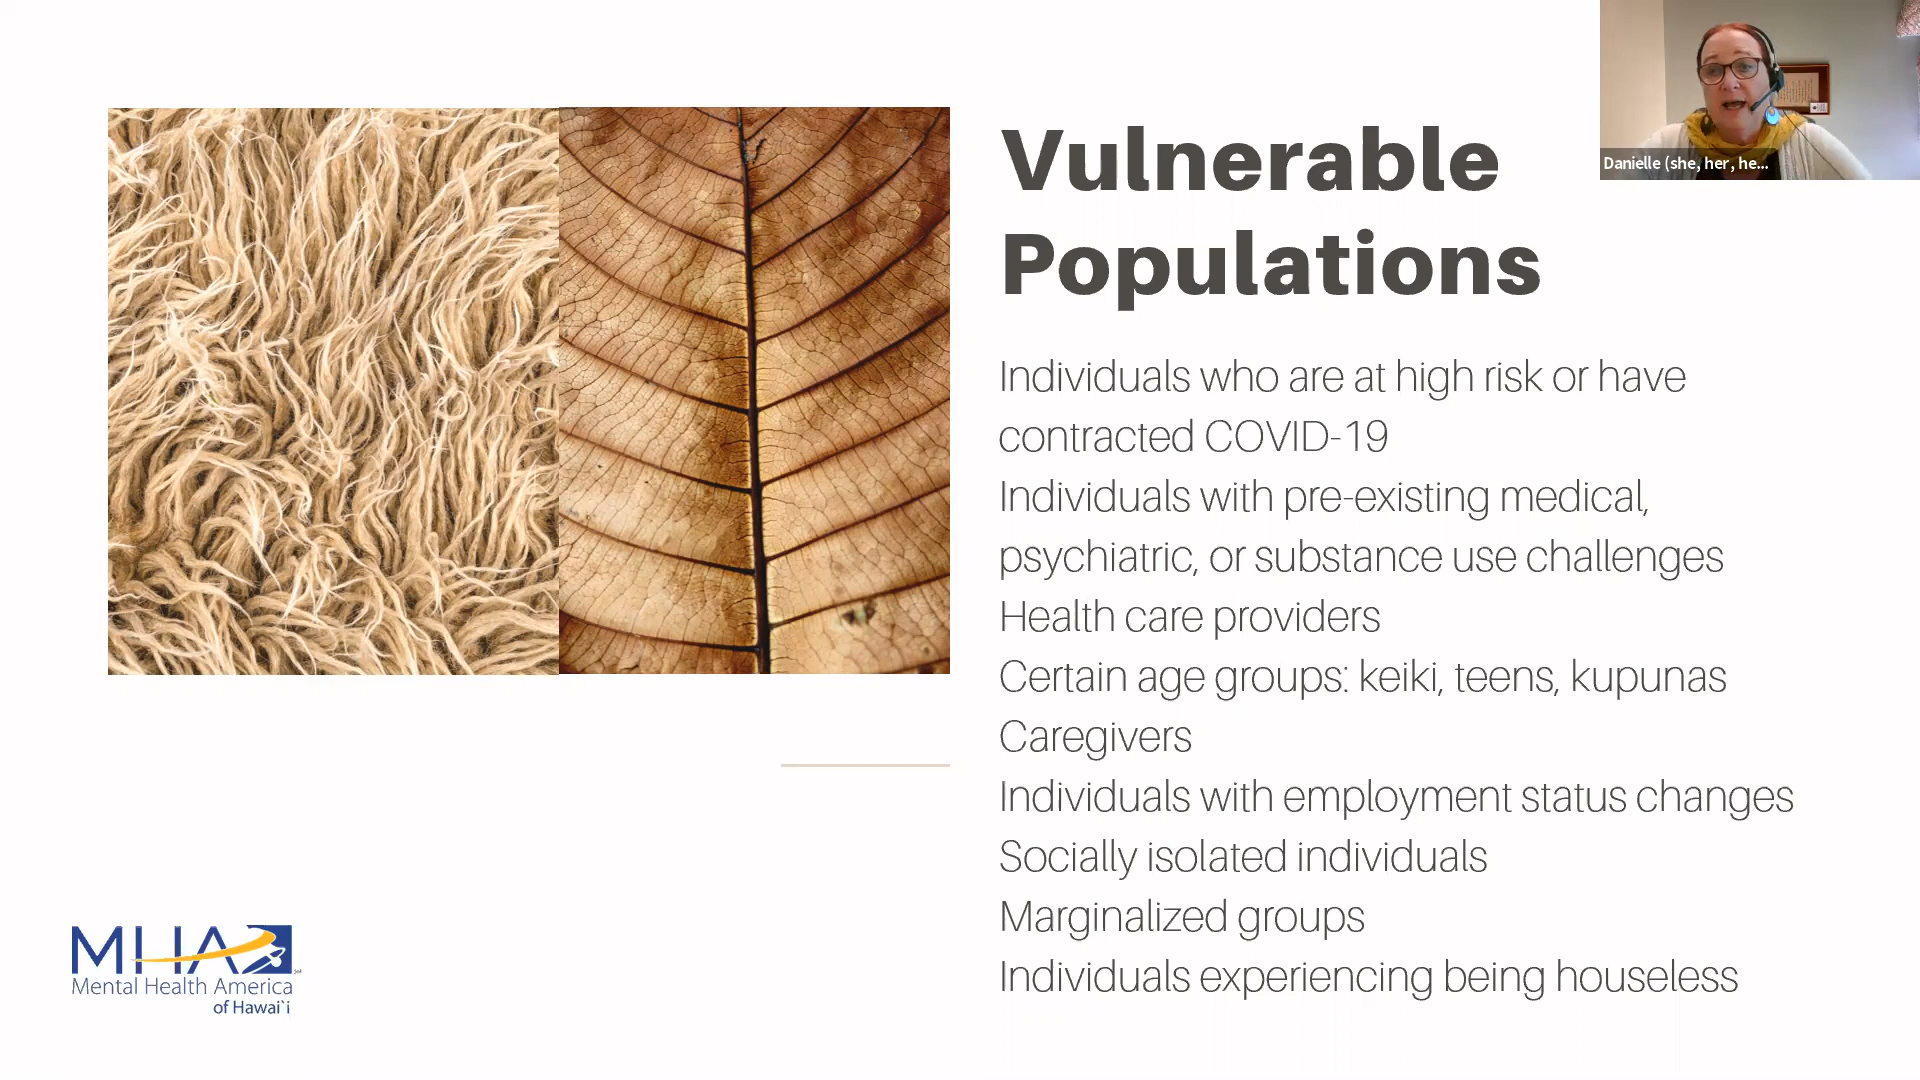 Vulnerable
Populations
Individuals who are at high risk or have
contracted COVID-19
Individuals with pre-existing medical,
psychiatric, or substance use challenges
Health care providers
Certain age groups: keiki, teens, kupunas
Caregivers
Individuals with employment status changes
Socially isolated individuals
Marginalized groups
Individuals experiencing being houseless
Danielle (she, her, he...
MHA
Mental Health America
of Hawai`i